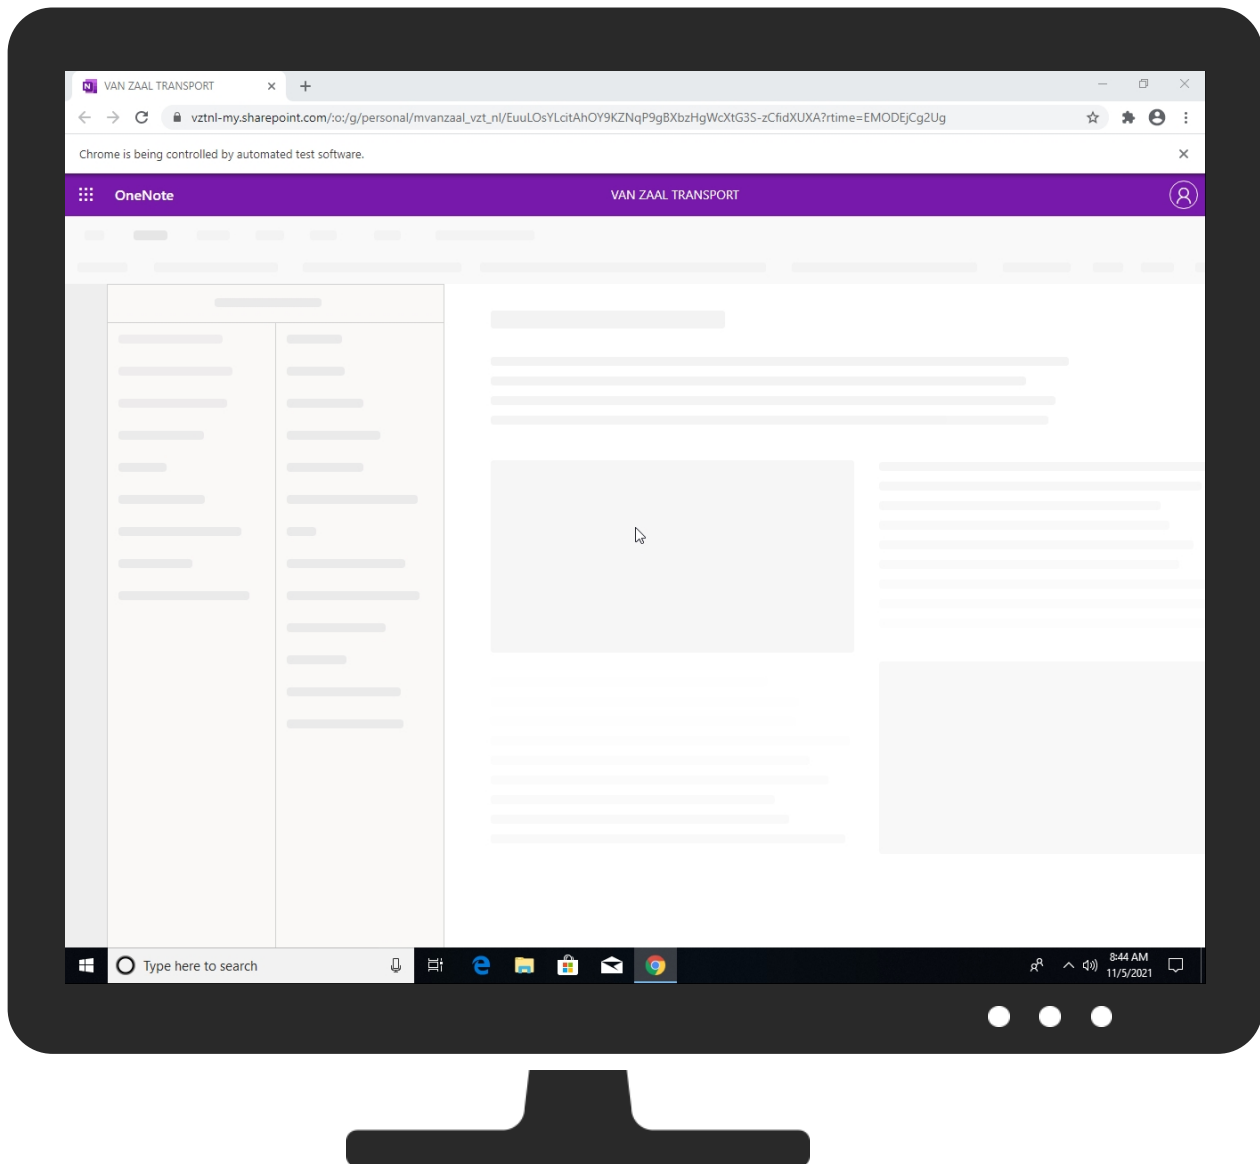 VAN ZAAL TRANSPORT
vztnl-my.sharepoint.com/:o:/g/personal/mvanzaal_vzt_nl/EuuLOsYLcitAhOY9KZNqP9gBXbzHgWcXtG3S-zCfidXUXA?rtime=EMODEjCg2Ug
Chrome is being controlled by automated test software.
OneNote VAN ZAAL TRANSPORT
Type here to search
8:44 AM
11/5/2021